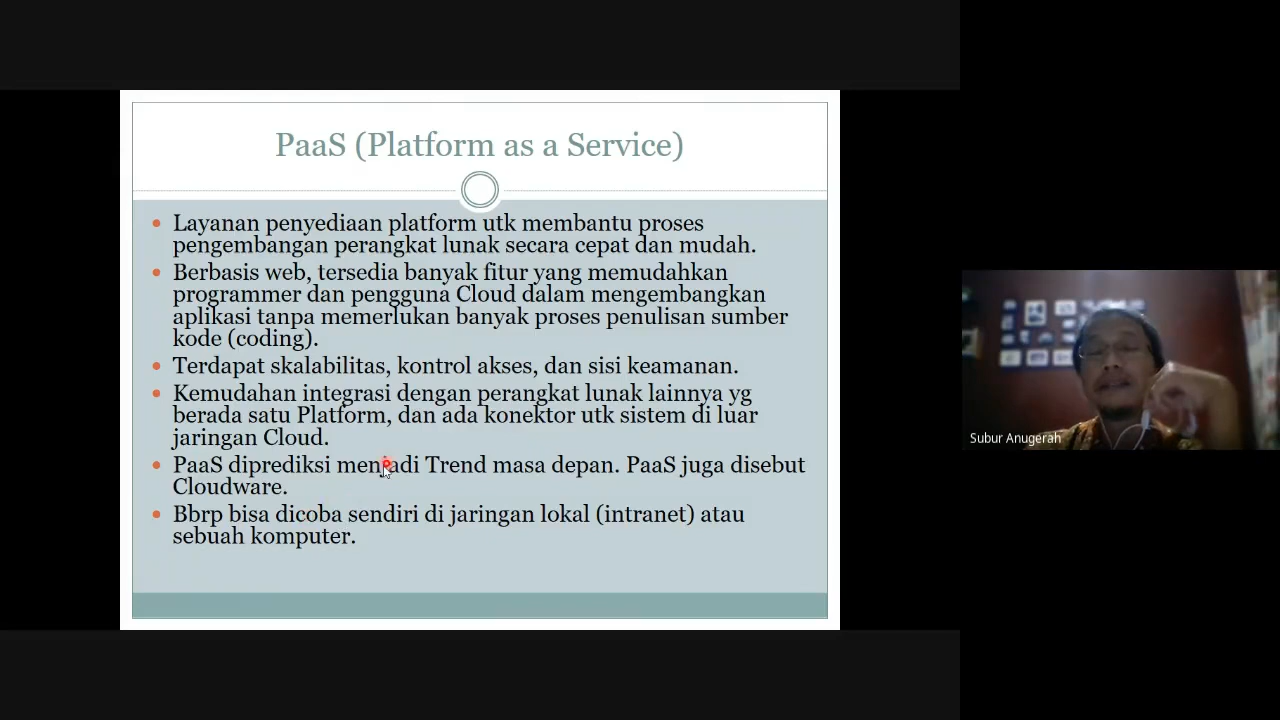 PaaS (Platform as a Service)
Layanan penyediaan platform utk membantu proses
pengembangan perangkat lunak secara cepat dan mudah.
Berbasis web, tersedia banyak fitur yang memudahkan
programmer dan pengguna Cloud dalam mengembangkan
aplikasi tanpa memerlukan banyak proses penulisan sumber
kode (coding).
Terdapat skalabilitas, kontrol akses, dan sisi keamanan.
Kemudahan integrasi dengan perangkat lunak lainnya yg
berada satu Platform, dan ada konektor utk sistem di luar
jaringan Cloud.
PaaS diprediksi menjadi Trend masa depan. PaaS juga disebut
Cloudware.
Bbrp bisa dicoba sendiri di jaringan lokal (intranet) atau
sebuah komputer.
Subur Anugerah